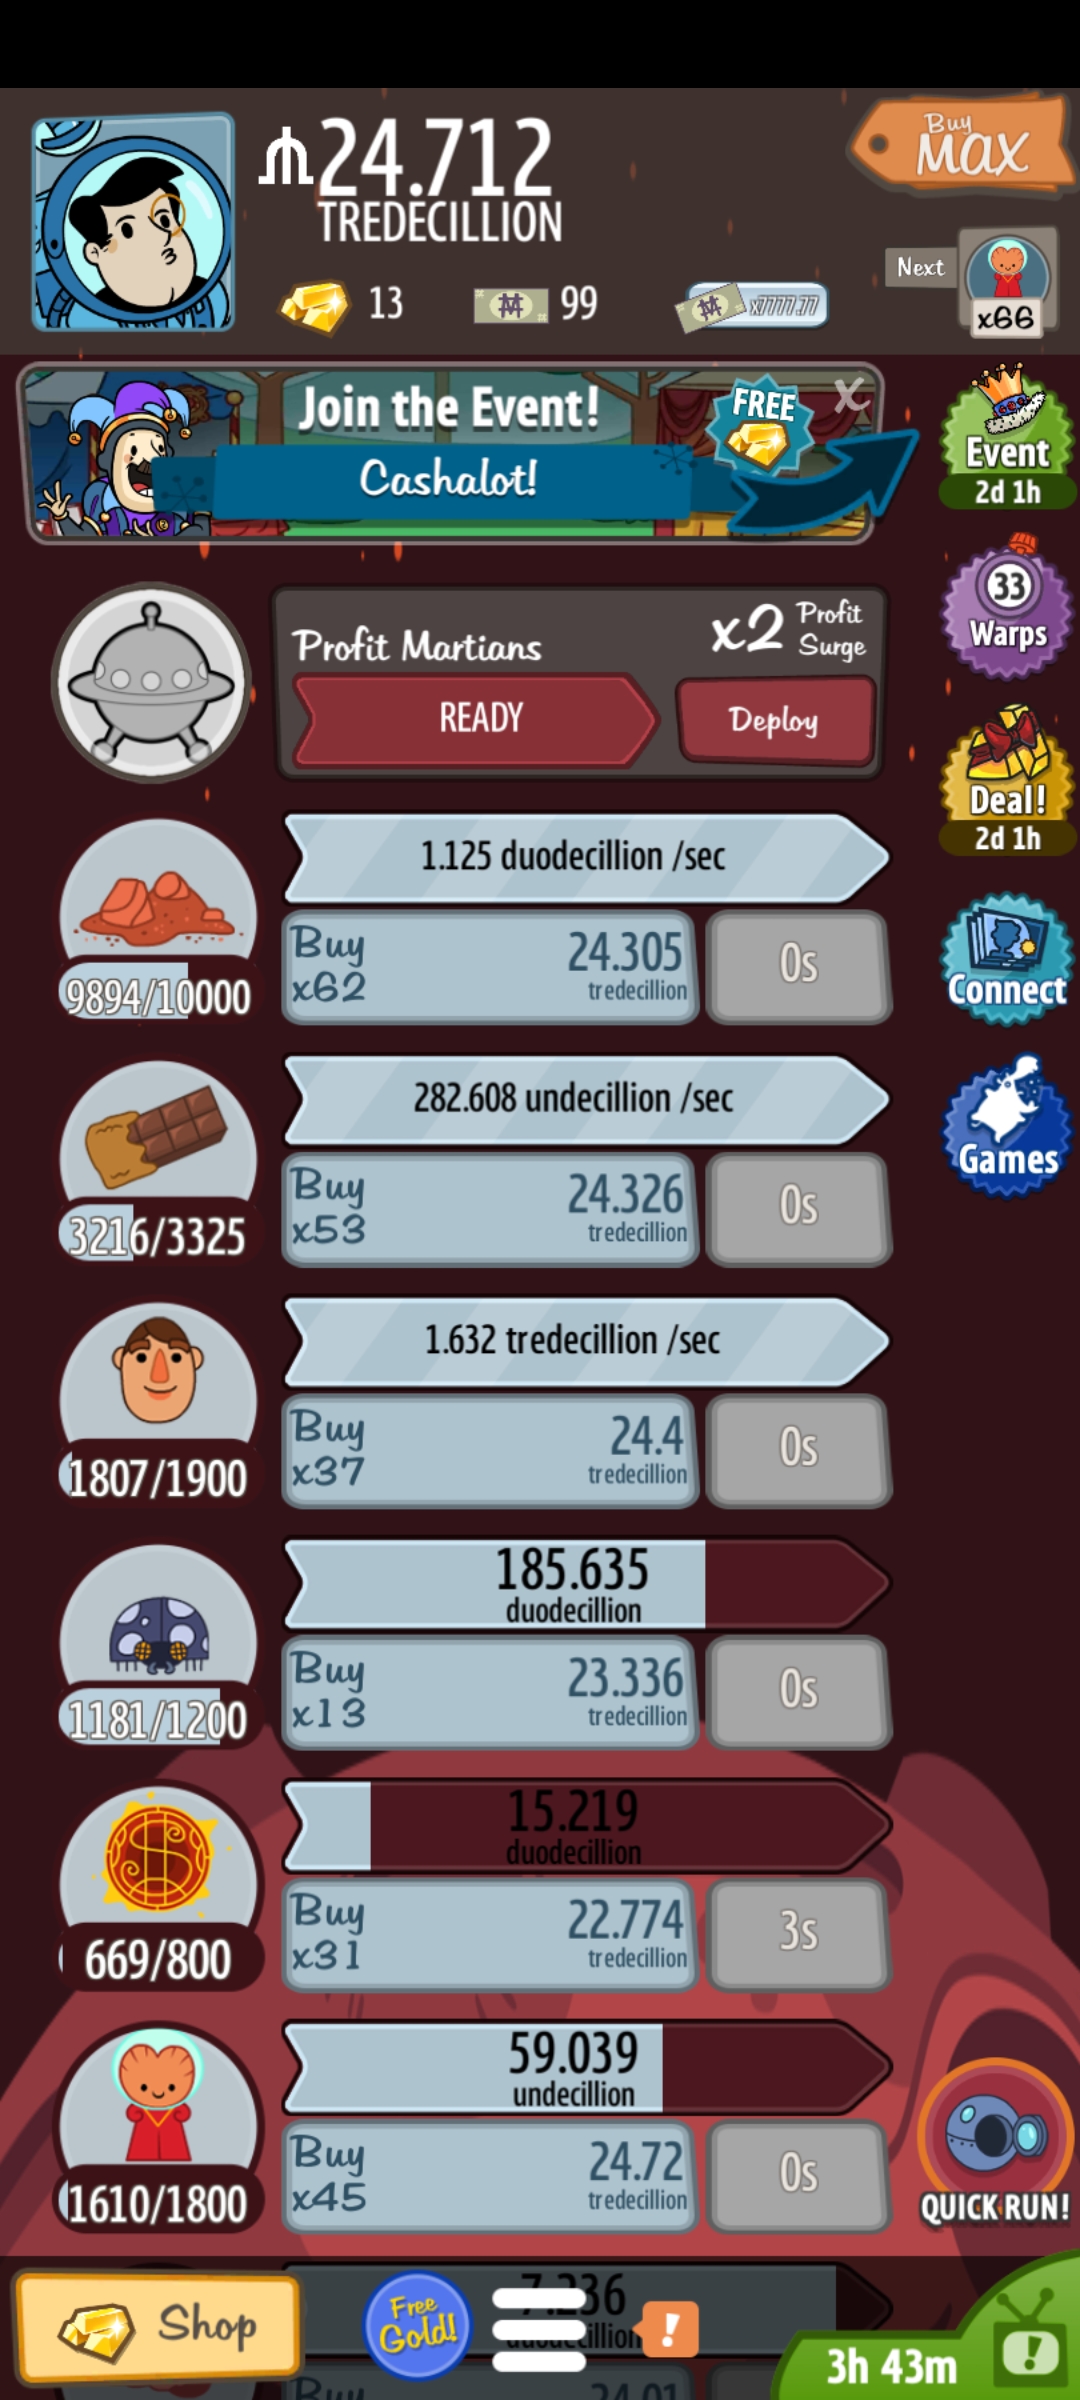 24.712
TREDECILLION
Buy
MAX
13
99
x7777.77
Next
x66
Join the Event!
Cashalot!
FREE
X
Event
2d 1h
33
Warps
Profit Martians
x2 Profit
Surge
READY
Deploy
Deal!
2d 1h
1.125 duodecillion /sec
Buy
x62
24.305
tredecillion
0s
9894/10000
Connect
282.608 undecillion /sec
Buy
x53
24.326
tredecillion
0s
3216/3325
Games
1.632 tredecillion /sec
Buy
x37
24.4
tredecillion
0s
1807/1900
185.635
duodecillion
Buy
x13
23.336
tredecillion
0s
1181/1200
15.219
duodecillion
Buy
x31
22.774
tredecillion
3s
669/800
59.039
undecillion
Buy
x45
24.72
tredecillion
0s
1610/1800
QUICK RUN!
Shop
Free
Gold!
!
3h 43m
!
Buy
24.01